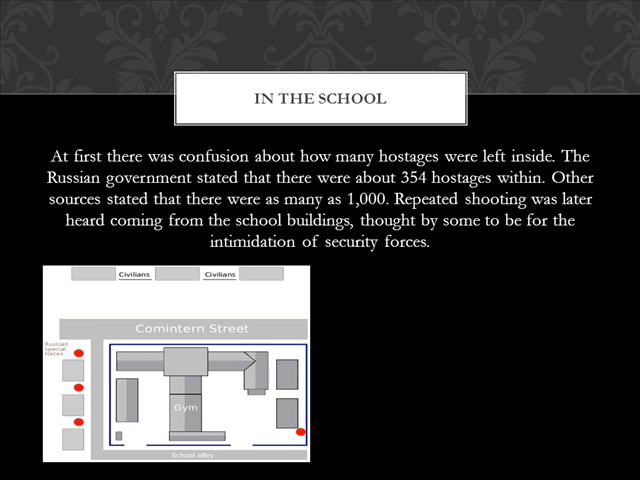 IN THE SCHOOL
At first there was confusion about how many hostages were left inside. The
Russian government stated that there were about 354 hostages within. Other
sources stated that there were as many as 1,000. Repeated shooting was later
heard coming from the school buildings, thought by some to be for the
intimidation of security forces.
Civilians
Civilians
Comintern Street
Russian
special
forces
Gym
School alley